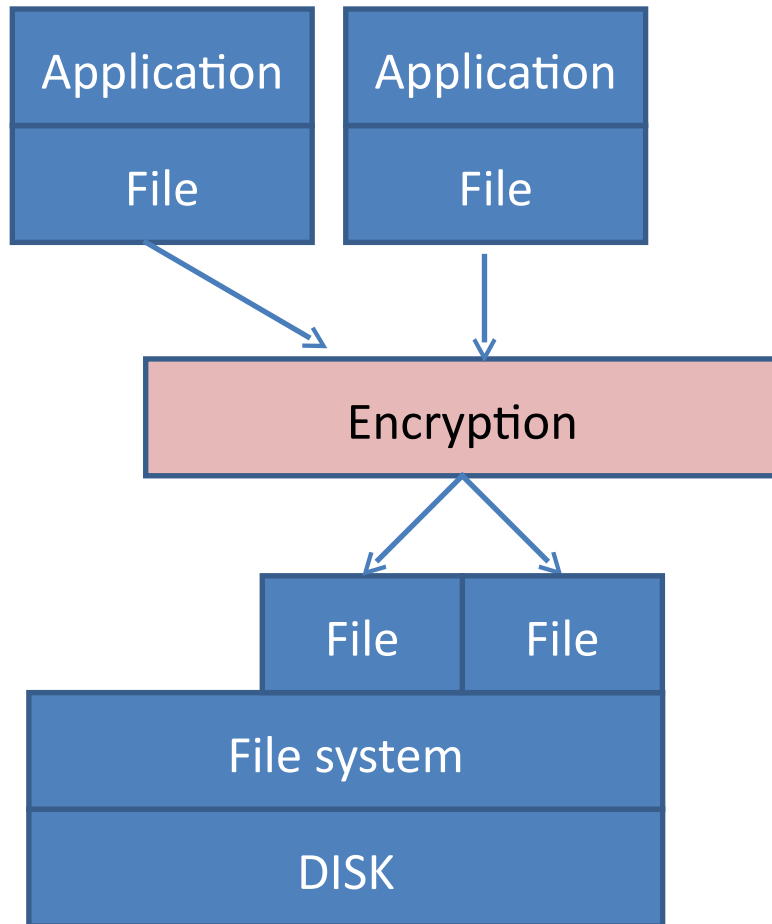 Application
Application
File
File
Encryption
File
File
File system
DISK